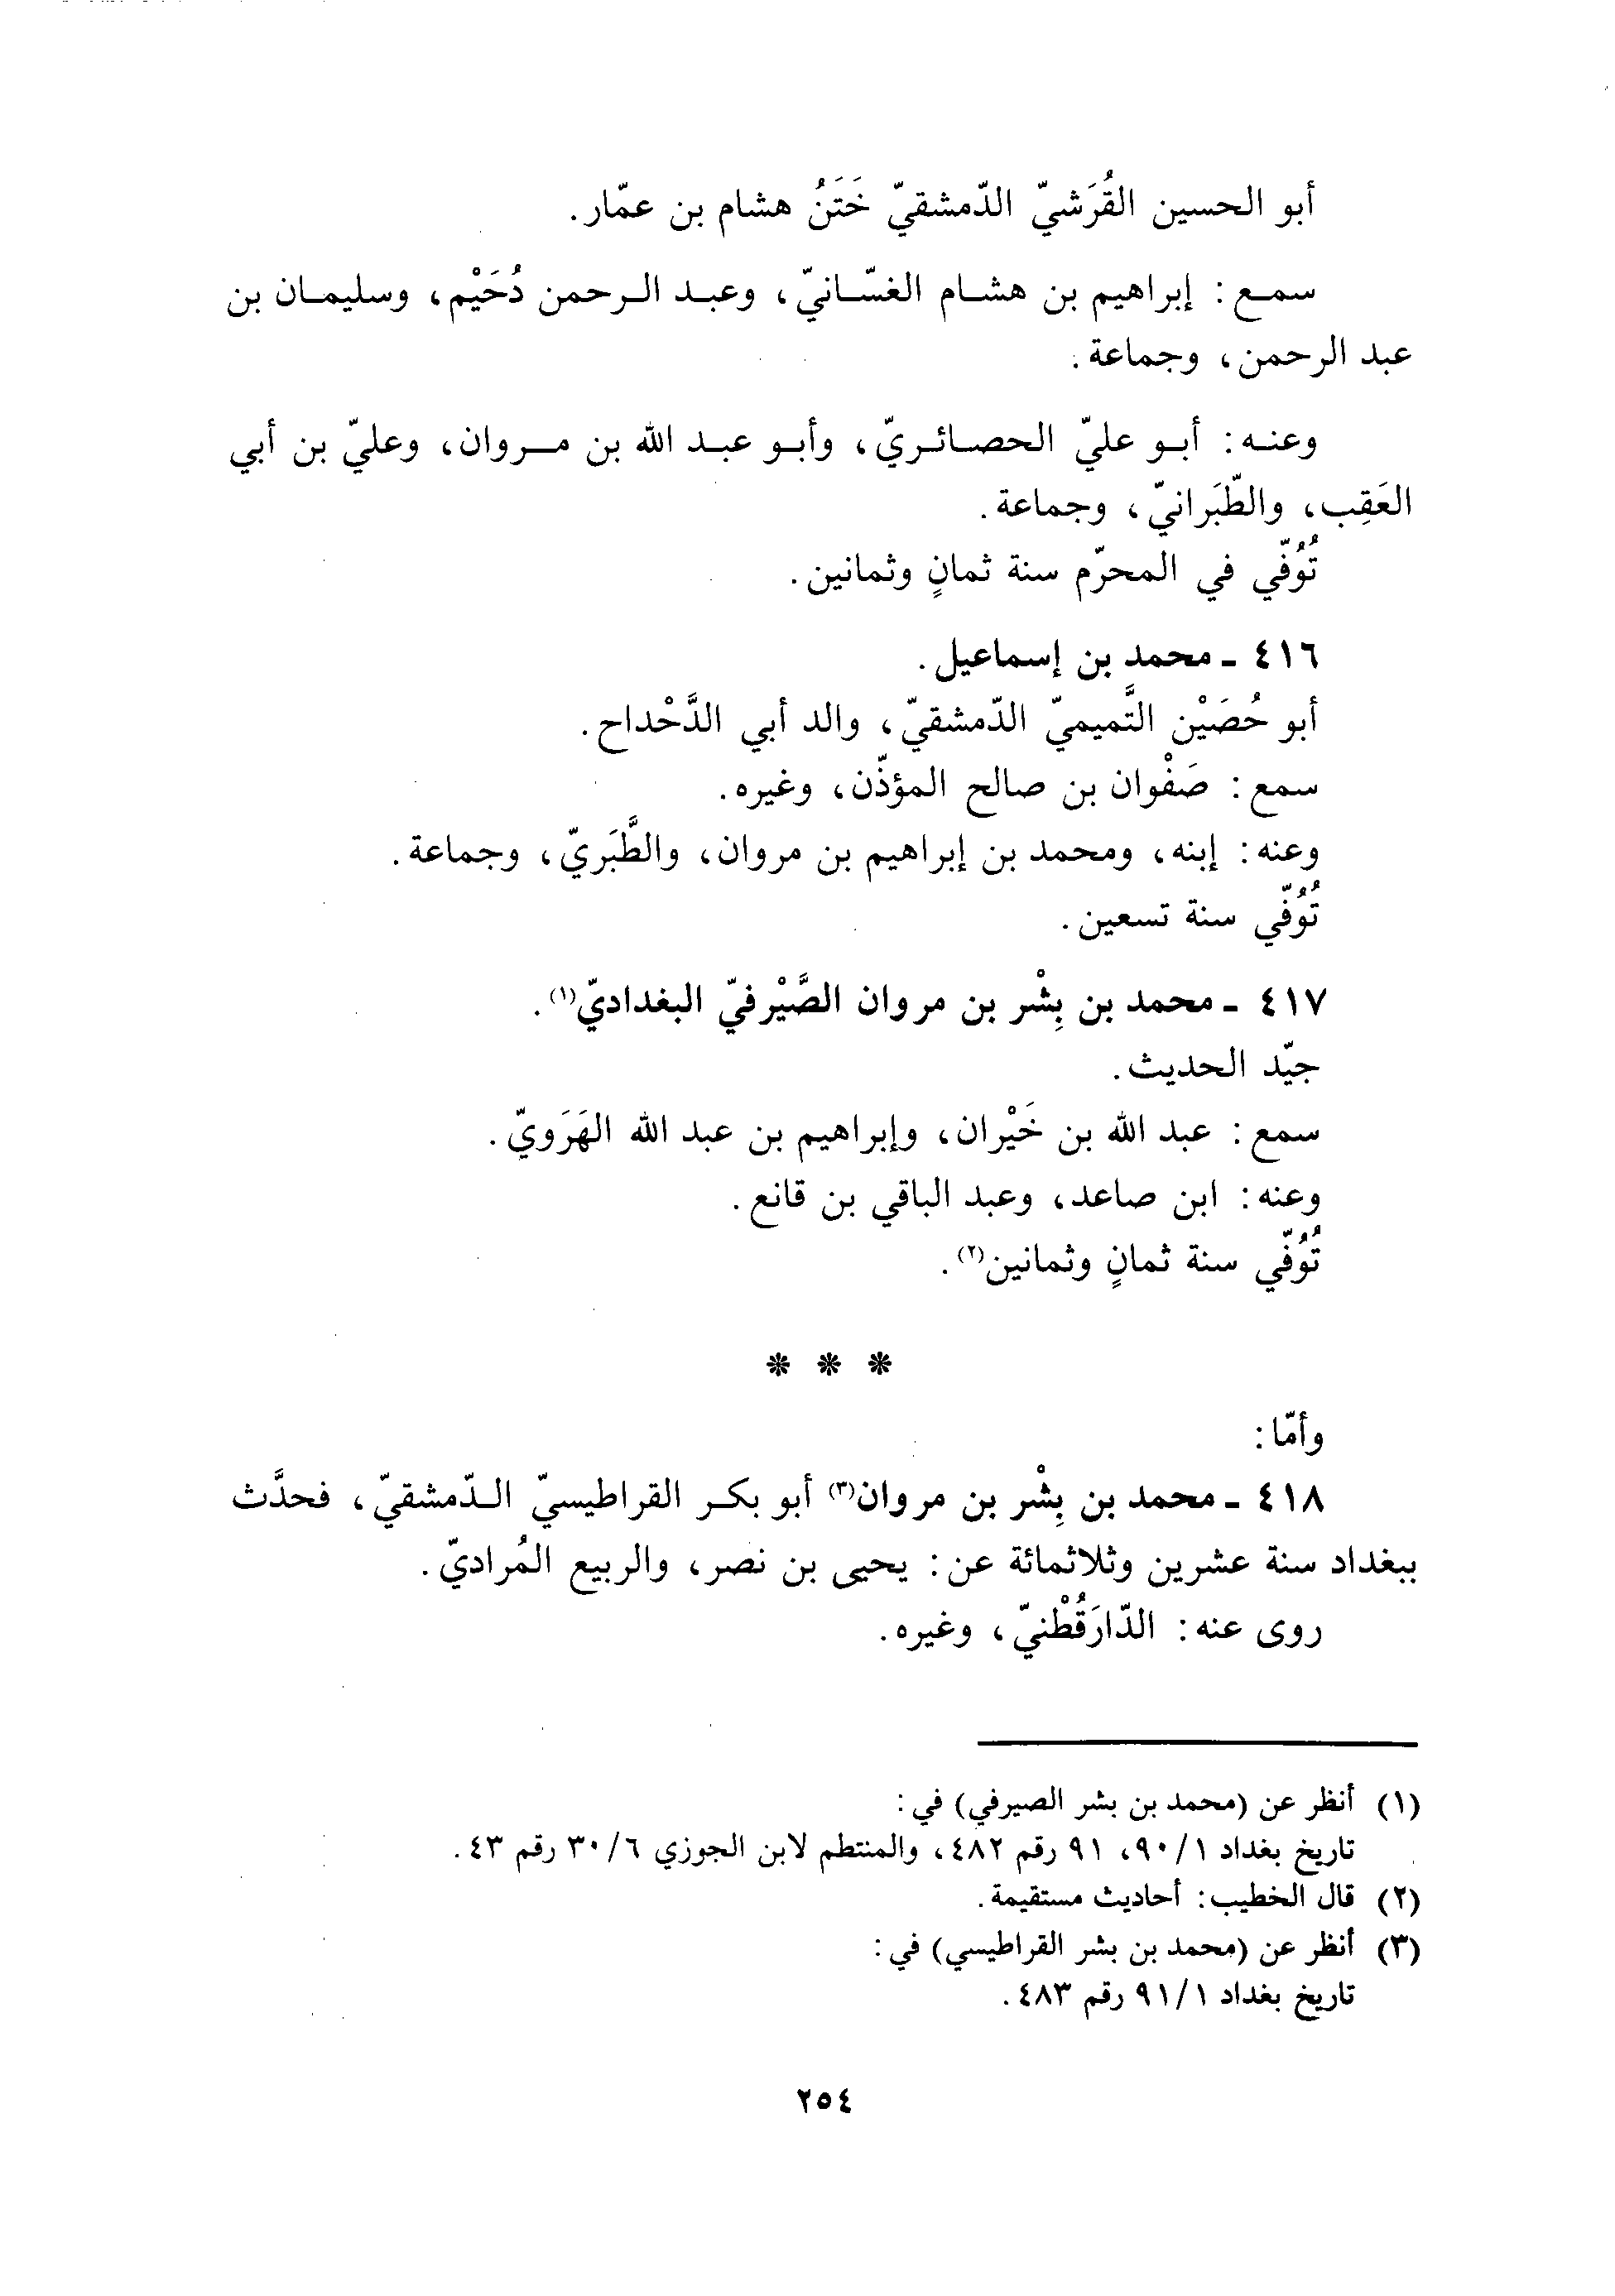 أبو الحسين القُرَشيّ الدّمشقيّ خَتَنُ هشام بن عمّار.
سمع: إبراهيم بن هشام الغسّانيّ، وعبد الرحمن دُحَيْم، وسليمان بن
عبد الرحمن، وجماعة.
وعنه: أبو عليّ الحصائريّ، وأبو عبد الله بن مروان، وعليّ بن أبي
العَقِب، والطّبَرانيّ، وجماعة.
تُوُفّي في المحرّم سنة ثمانٍ وثمانين.
٤١٦ - محمد بن إسماعيل.
أبو حُصَيْن التَّميميّ الدّمشقيّ، والد أبي الدَّحْداح.
سمع: صَفْوان بن صالح المؤذّن، وغيره.
وعنه: إبنه، ومحمد بن إبراهيم بن مروان، والطَّبَريّ، وجماعة.
تُوُفّي سنة تسعين.
٤١٧ - محمد بن بِشْر بن مروان الصَّيْرفيّ البغداديّ(١).
جيّد الحديث.
سمع: عبد الله بن خَيْران، وإبراهيم بن عبد الله الهَرَويّ.
وعنه: ابن صاعد، وعبد الباقي بن قانع.
تُوُفّي سنة ثمانٍ وثمانين(٢).
* * *
وأمّا:
٤١٨ - محمد بن بِشْر بن مروان(٣) أبو بكر القراطيسيّ الدّمشقيّ، فحدَّث
ببغداد سنة عشرين وثلاثمائة عن: يحيى بن نصر، والربيع المُراديّ.
روى عنه: الدّارَقُطْنيّ، وغيره.
(١) أنظر عن (محمد بن بشر الصيرفي) في:
تاريخ بغداد ٩٠/١، ٩١ رقم ٤٨٢، والمنتظم لابن الجوزي ٣٠/٦ رقم ٤٣.
(٢) قال الخطيب: أحاديث مستقيمة.
(٣) أنظر عن (محمد بن بشر القراطيسي) في:
تاريخ بغداد ٩١/١ رقم ٤٨٣.
٢٥٤